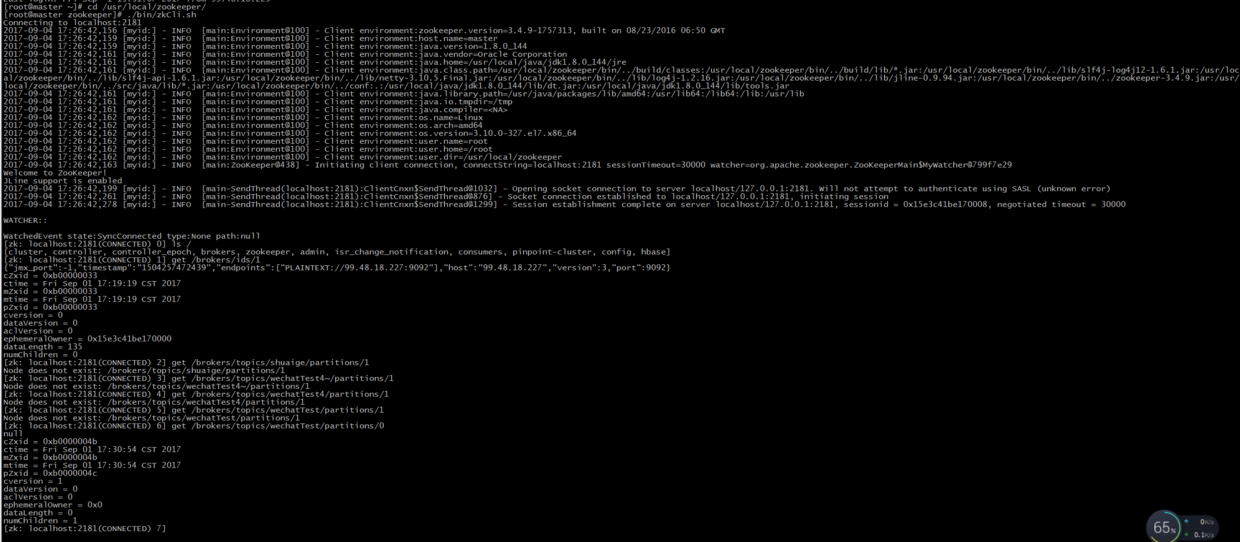 [root@master ~]# cd /usr/local/zookeeper/
[root@master zookeeper]# ./bin/zkCli.sh
Connecting to localhost:2181
2017-09-04 17:26:42,156 [myid:] - INFO  [main:Environment@100] - Client environment:zookeeper.version=3.4.9-1757313, built on 08/23/2016 06:50 GMT
2017-09-04 17:26:42,159 [myid:] - INFO  [main:Environment@100] - Client environment:host.name=master
2017-09-04 17:26:42,159 [myid:] - INFO  [main:Environment@100] - Client environment:java.version=1.8.0_144
2017-09-04 17:26:42,161 [myid:] - INFO  [main:Environment@100] - Client environment:java.vendor=Oracle Corporation
2017-09-04 17:26:42,161 [myid:] - INFO  [main:Environment@100] - Client environment:java.home=/usr/local/java/jdk1.8.0_144/jre
2017-09-04 17:26:42,161 [myid:] - INFO  [main:Environment@100] - Client environment:java.class.path=/usr/local/zookeeper/bin/../build/classes:/usr/local/zookeeper/bin/../build/lib/*.jar:/usr/local/zookeeper/bin/../lib/slf4j-log4j12-1.6.1.jar:/usr/loc
al/zookeeper/bin/../lib/slf4j-api-1.6.1.jar:/usr/local/zookeeper/bin/../lib/netty-3.10.5.Final.jar:/usr/local/zookeeper/bin/../lib/log4j-1.2.16.jar:/usr/local/zookeeper/bin/../lib/jline-0.9.94.jar:/usr/local/zookeeper/bin/../zookeeper-3.4.9.jar:/usr/
local/zookeeper/bin/../src/java/lib/*.jar:/usr/local/zookeeper/bin/../conf:.:/usr/local/java/jdk1.8.0_144/lib/dt.jar:/usr/local/java/jdk1.8.0_144/lib/tools.jar
2017-09-04 17:26:42,161 [myid:] - INFO  [main:Environment@100] - Client environment:java.library.path=/usr/java/packages/lib/amd64:/usr/lib64:/lib64:/lib:/usr/lib
2017-09-04 17:26:42,161 [myid:] - INFO  [main:Environment@100] - Client environment:java.io.tmpdir=/tmp
2017-09-04 17:26:42,161 [myid:] - INFO  [main:Environment@100] - Client environment:java.compiler=<NA>
2017-09-04 17:26:42,162 [myid:] - INFO  [main:Environment@100] - Client environment:os.name=Linux
2017-09-04 17:26:42,162 [myid:] - INFO  [main:Environment@100] - Client environment:os.arch=amd64
2017-09-04 17:26:42,162 [myid:] - INFO  [main:Environment@100] - Client environment:os.version=3.10.0-327.el7.x86_64
2017-09-04 17:26:42,162 [myid:] - INFO  [main:Environment@100] - Client environment:user.name=root
2017-09-04 17:26:42,162 [myid:] - INFO  [main:Environment@100] - Client environment:user.home=/root
2017-09-04 17:26:42,162 [myid:] - INFO  [main:Environment@100] - Client environment:user.dir=/usr/local/zookeeper
2017-09-04 17:26:42,163 [myid:] - INFO  [main:ZooKeeper@438] - Initiating client connection, connectString=localhost:2181 sessionTimeout=30000 watcher=org.apache.zookeeper.ZooKeeperMain$MyWatcher@799f7e29
Welcome to ZooKeeper!
JLine support is enabled
2017-09-04 17:26:42,199 [myid:] - INFO  [main-SendThread(localhost:2181):ClientCnxn$SendThread@1032] - Opening socket connection to server localhost/127.0.0.1:2181. Will not attempt to authenticate using SASL (unknown error)
2017-09-04 17:26:42,261 [myid:] - INFO  [main-SendThread(localhost:2181):ClientCnxn$SendThread@876] - Socket connection established to localhost/127.0.0.1:2181, initiating session
2017-09-04 17:26:42,278 [myid:] - INFO  [main-SendThread(localhost:2181):ClientCnxn$SendThread@1299] - Session establishment complete on server localhost/127.0.0.1:2181, sessionid = 0x15e3c41be170008, negotiated timeout = 30000
WATCHER::
WatchedEvent state:SyncConnected type:None path:null
[zk: localhost:2181(CONNECTED) 0] ls /
[cluster, controller, controller_epoch, brokers, zookeeper, admin, isr_change_notification, consumers, pinpoint-cluster, config, hbase]
[zk: localhost:2181(CONNECTED) 1] get /brokers/ids/1
{"jmx_port":-1,"timestamp":"1504257472439","endpoints":["PLAINTEXT://99.48.18.227:9092"],"host":"99.48.18.227","version":3,"port":9092}
cZxid = 0xb00000033
ctime = Fri Sep 01 17:19:19 CST 2017
mZxid = 0xb00000033
mtime = Fri Sep 01 17:19:19 CST 2017
pZxid = 0xb00000033
cversion = 0
dataVersion = 0
aclVersion = 0
ephemeralOwner = 0x15e3c41be170000
dataLength = 135
numChildren = 0
[zk: localhost:2181(CONNECTED) 2] get /brokers/topics/shuaige/partitions/1
Node does not exist: /brokers/topics/shuaige/partitions/1
[zk: localhost:2181(CONNECTED) 3] get /brokers/topics/wechatTest4~/partitions/1
Node does not exist: /brokers/topics/wechatTest4~/partitions/1
[zk: localhost:2181(CONNECTED) 4] get /brokers/topics/wechatTest4/partitions/1
Node does not exist: /brokers/topics/wechatTest4/partitions/1
[zk: localhost:2181(CONNECTED) 5] get /brokers/topics/wechatTest/partitions/1
Node does not exist: /brokers/topics/wechatTest/partitions/1
[zk: localhost:2181(CONNECTED) 6] get /brokers/topics/wechatTest/partitions/0
null
cZxid = 0xb0000004b
ctime = Fri Sep 01 17:30:54 CST 2017
mZxid = 0xb0000004b
mtime = Fri Sep 01 17:30:54 CST 2017
pZxid = 0xb0000004c
cversion = 1
dataVersion = 0
aclVersion = 0
ephemeralOwner = 0x0
dataLength = 0
numChildren = 1
[zk: localhost:2181(CONNECTED) 7]
65%
0K/s
0.1K/s